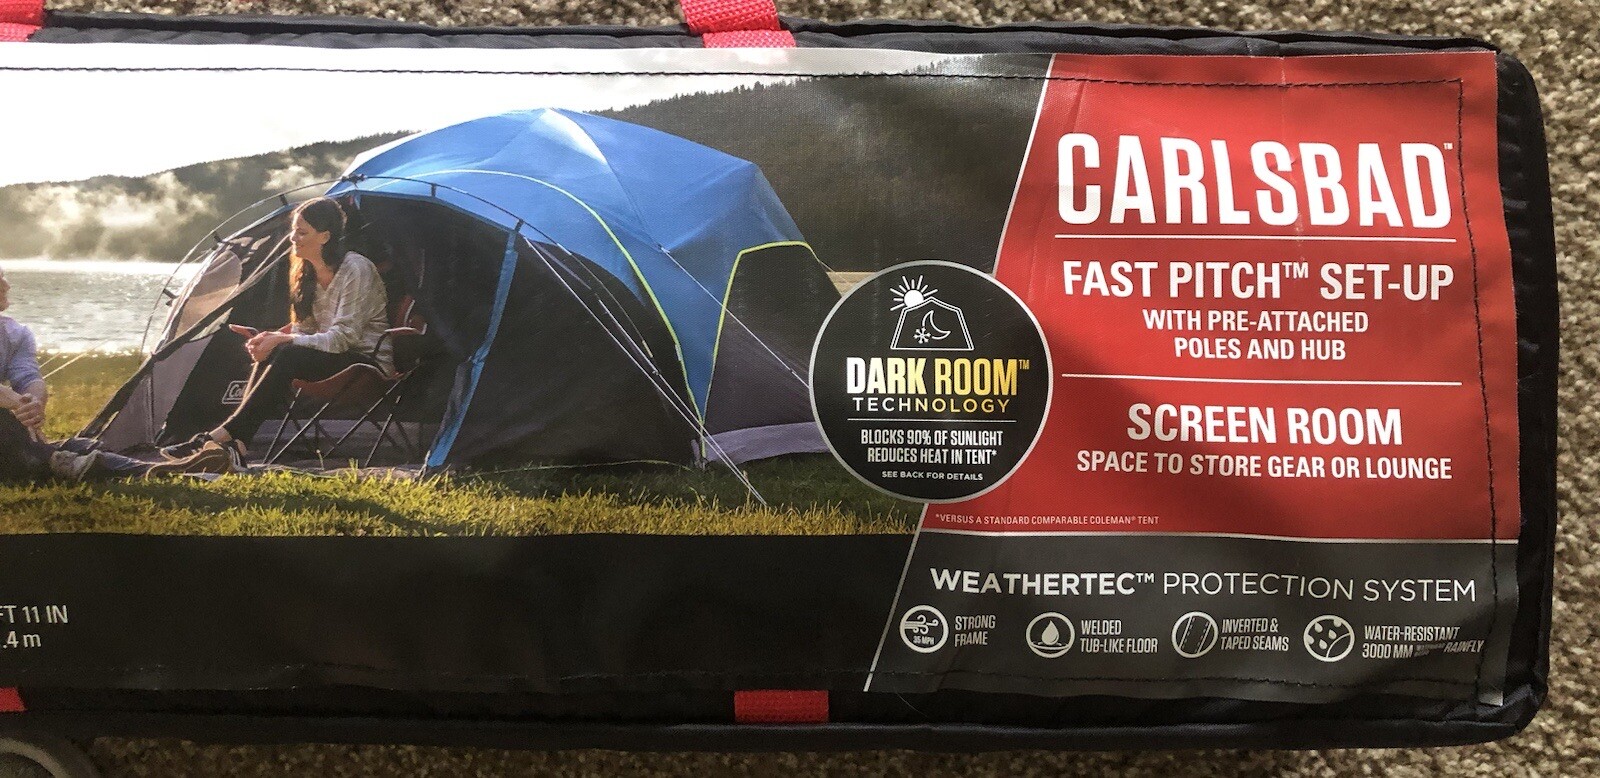 CARLSBAD™
FAST PITCH™ SET-UP
WITH PRE-ATTACHED
POLES AND HUB
SCREEN ROOM
SPACE TO STORE GEAR OR LOUNGE
DARK ROOM™
TECHNOLOGY
BLOCKS 90% OF SUNLIGHT
REDUCES HEAT IN TENT*
SEE BACK FOR DETAILS
*VERSUS A STANDARD COMPARABLE COLEMAN® TENT
WEATHERTEC™ PROTECTION SYSTEM
35 MPH
STRONG
FRAME
WELDED
TUB-LIKE FLOOR
INVERTED &
TAPED SEAMS
WATER-RESISTANT
3000 MM RAINFLY
FT 11 IN
.4 m